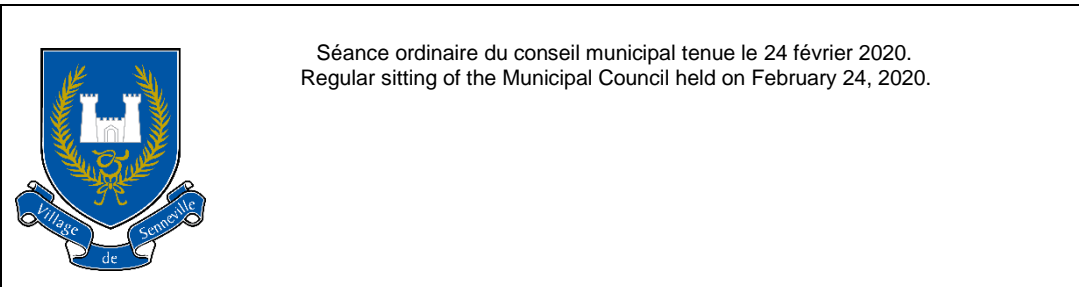 Séance ordinaire du conseil municipal tenue le 24 février 2020.
Regular sitting of the Municipal Council held on February 24, 2020.
Village
de
Senneville